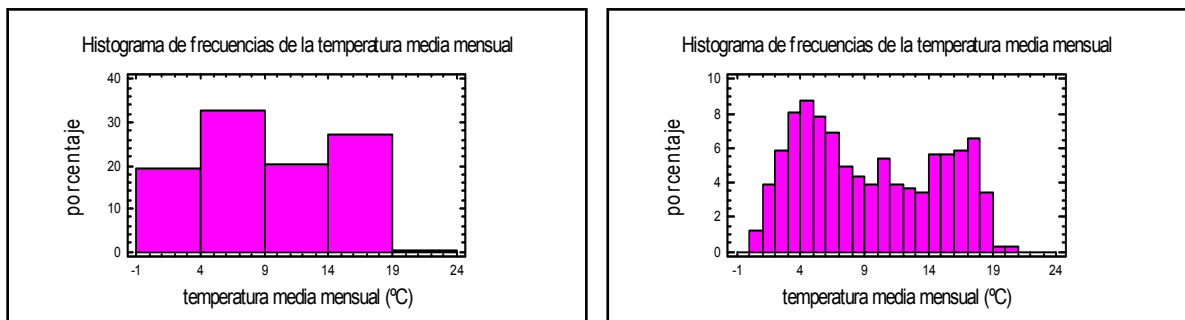 Histograma de frecuencias de la temperatura media mensual
porcentaje
40
30
20
10
0
-1 4 9 14 19 24
temperatura media mensual (ºC)
Histograma de frecuencias de la temperatura media mensual
porcentaje
10
8
6
4
2
0
-1 4 9 14 19 24
temperatura media mensual (ºC)